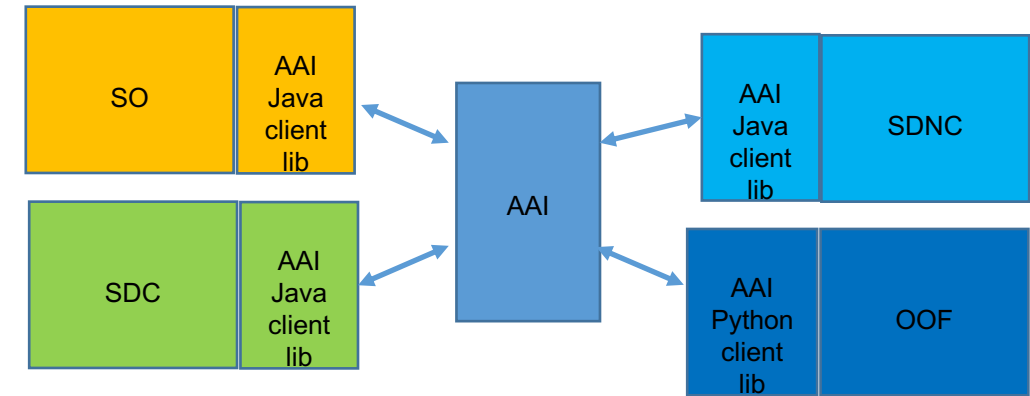 SO
AAI
Java
client
lib
SDC
AAI
Java
client
lib
AAI
AAI
Java
client
lib
SDNC
AAI
Python
client
lib
OOF